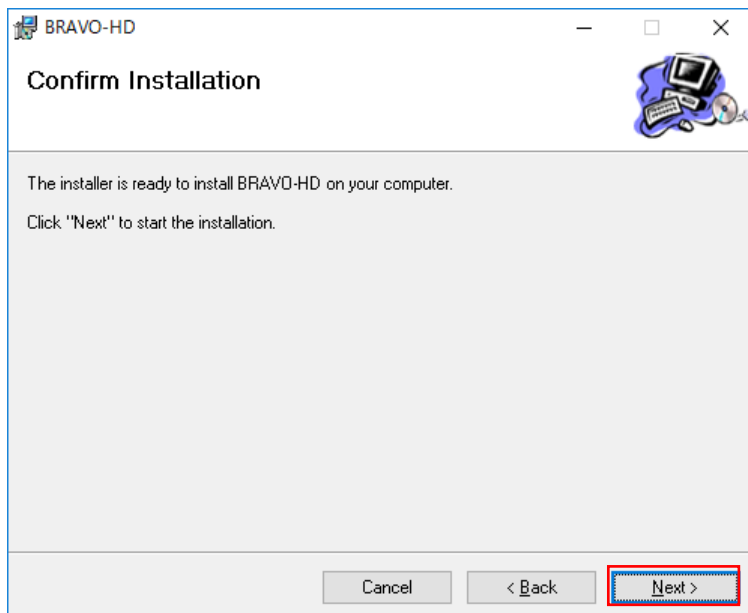 BRAVO-HD
Confirm Installation
The installer is ready to install BRAVO-HD on your computer.
Click "Next" to start the installation.
Cancel
< Back
Next >